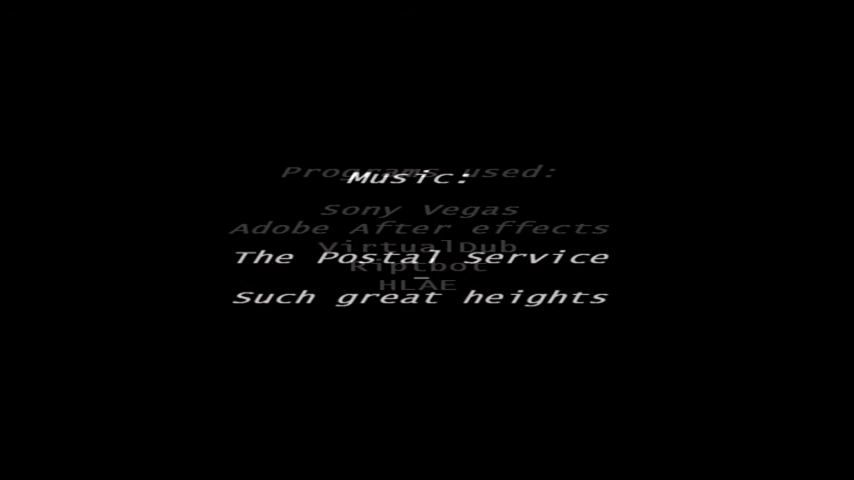 Programs used:
Music:
Sony Vegas
Adobe After effects
VirtualDub
The Postal Service
Riptbot
–
HLAE
Such great heights